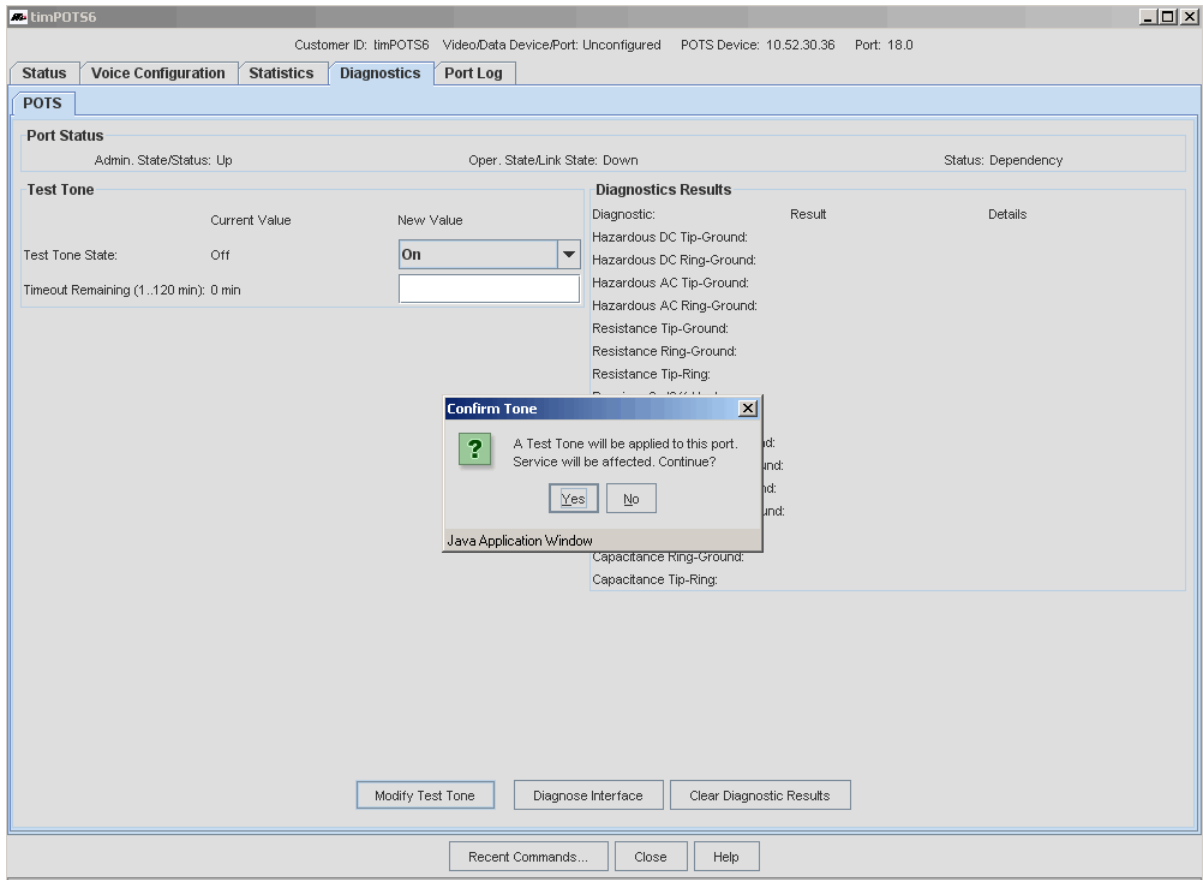 timPOTS6
Customer ID: timPOTS6 Video/Data Device/Port: Unconfigured POTS Device: 10.52.30.36 Port: 18.0
Status Voice Configuration Statistics Diagnostics Port Log
POTS
Port Status
Admin. State/Status: Up Oper. State/Link State: Down Status: Dependency
Test Tone
Current Value New Value
Test Tone State: Off On
Timeout Remaining (1..120 min): 0 min
Diagnostics Results
Diagnostic: Result Details
Hazardous DC Tip-Ground:
Hazardous DC Ring-Ground:
Hazardous AC Tip-Ground:
Hazardous AC Ring-Ground:
Resistance Tip-Ground:
Resistance Ring-Ground:
Resistance Tip-Ring:
Confirm Tone
A Test Tone will be applied to this port.
Service will be affected. Continue?
Yes No
Java Application Window
Capacitance Ring-Ground:
Capacitance Tip-Ring:
Modify Test Tone Diagnose Interface Clear Diagnostic Results
Recent Commands... Close Help